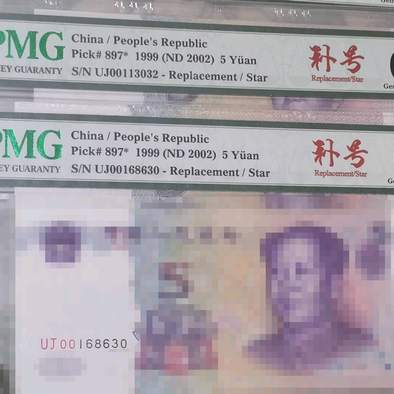 PMG
EY GUARANTY
China / People's Republic
Pick# 897* 1999 (ND 2002) 5 Yüan
S/N UJ00113032 - Replacement / Star
补号
Replacement/Star
PMG
EY GUARANTY
China / People's Republic
Pick# 897* 1999 (ND 2002) 5 Yüan
S/N UJ00168630 - Replacement / Star
补号
Replacement/Star
UJ00168630